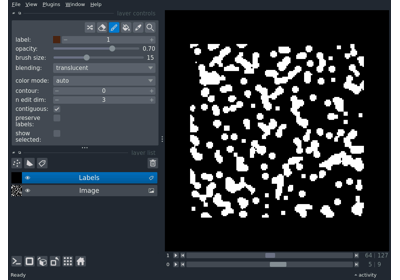 File View Plugins Window Help
layer controls
label: 1
opacity: 0.70
brush size: 15
blending: translucent
color mode: auto
contour: 0
n edit dim: 3
contiguous:
preserve
labels:
show
selected:
layer list
Labels
Image
1 64 127
0 5 9
Ready activity